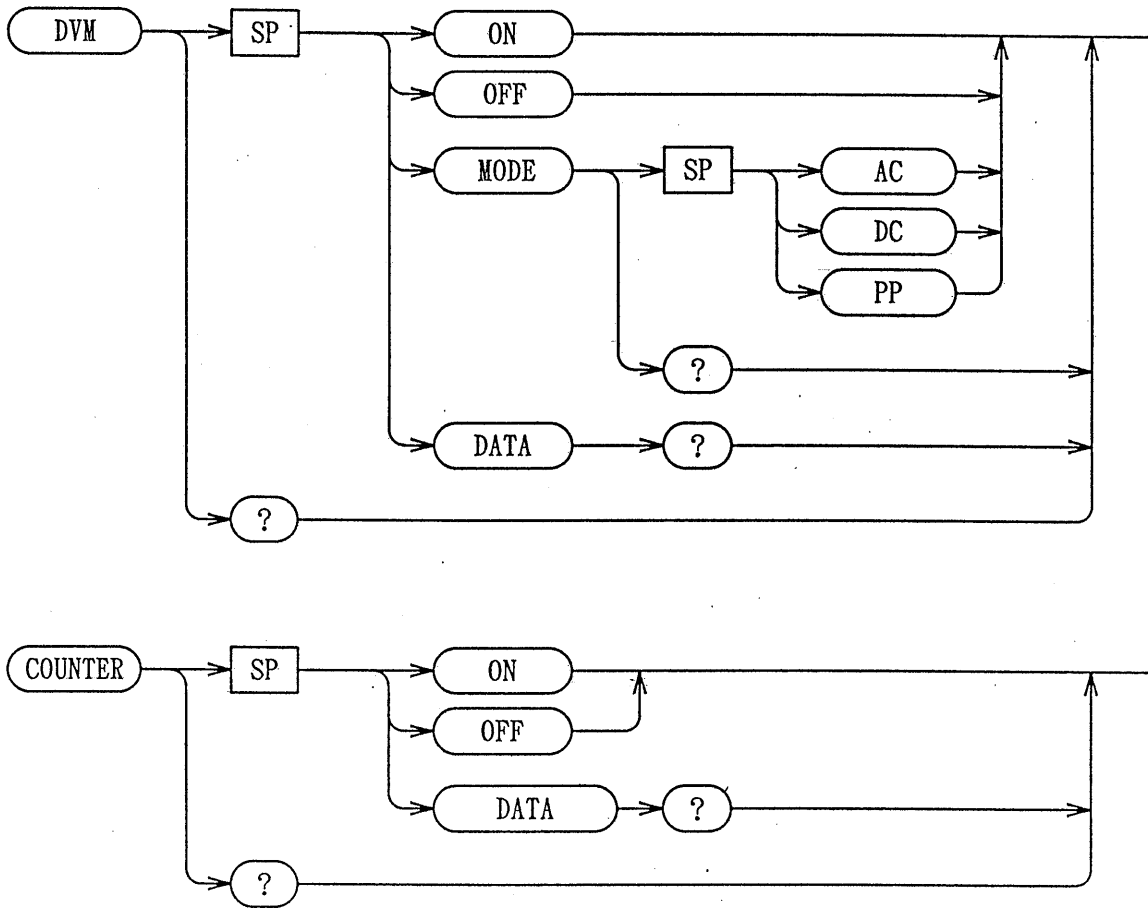 DVM SP ON
OFF
MODE SP AC
DC
PP
?
DATA ?
?
COUNTER SP ON
OFF
DATA ?
?